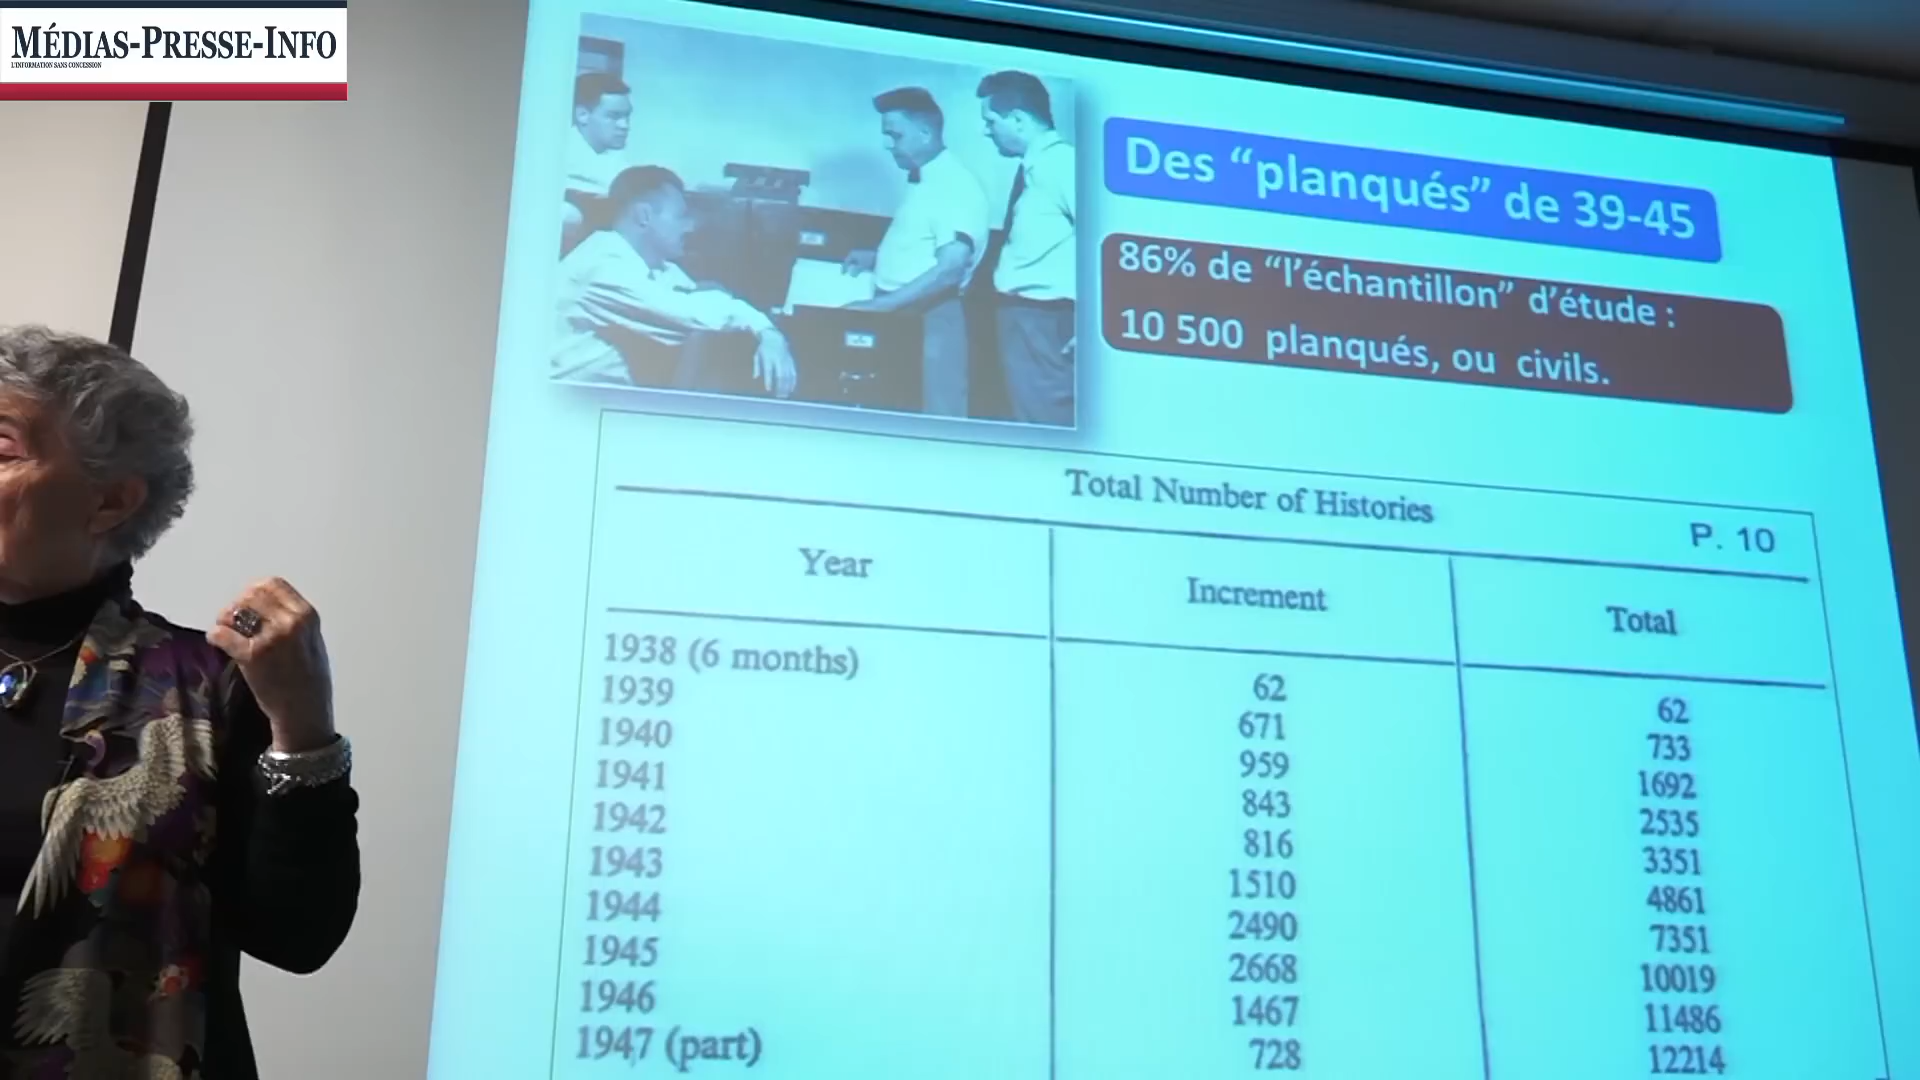 MÉDIAS-PRESSE-INFO
L'INFORMATION SANS CONCESSION
Des “planqués” de 39-45
86% de “l’échantillon” d’étude :
10 500 planqués, ou civils.
Total Number of Histories
P. 10
Year Increment Total
1938 (6 months) 62 62
1939 671 733
1940 959 1692
1941 843 2535
1942 816 3351
1943 1510 4861
1944 2490 7351
1945 2668 10019
1946 1467 11486
1947 (part) 728 12214